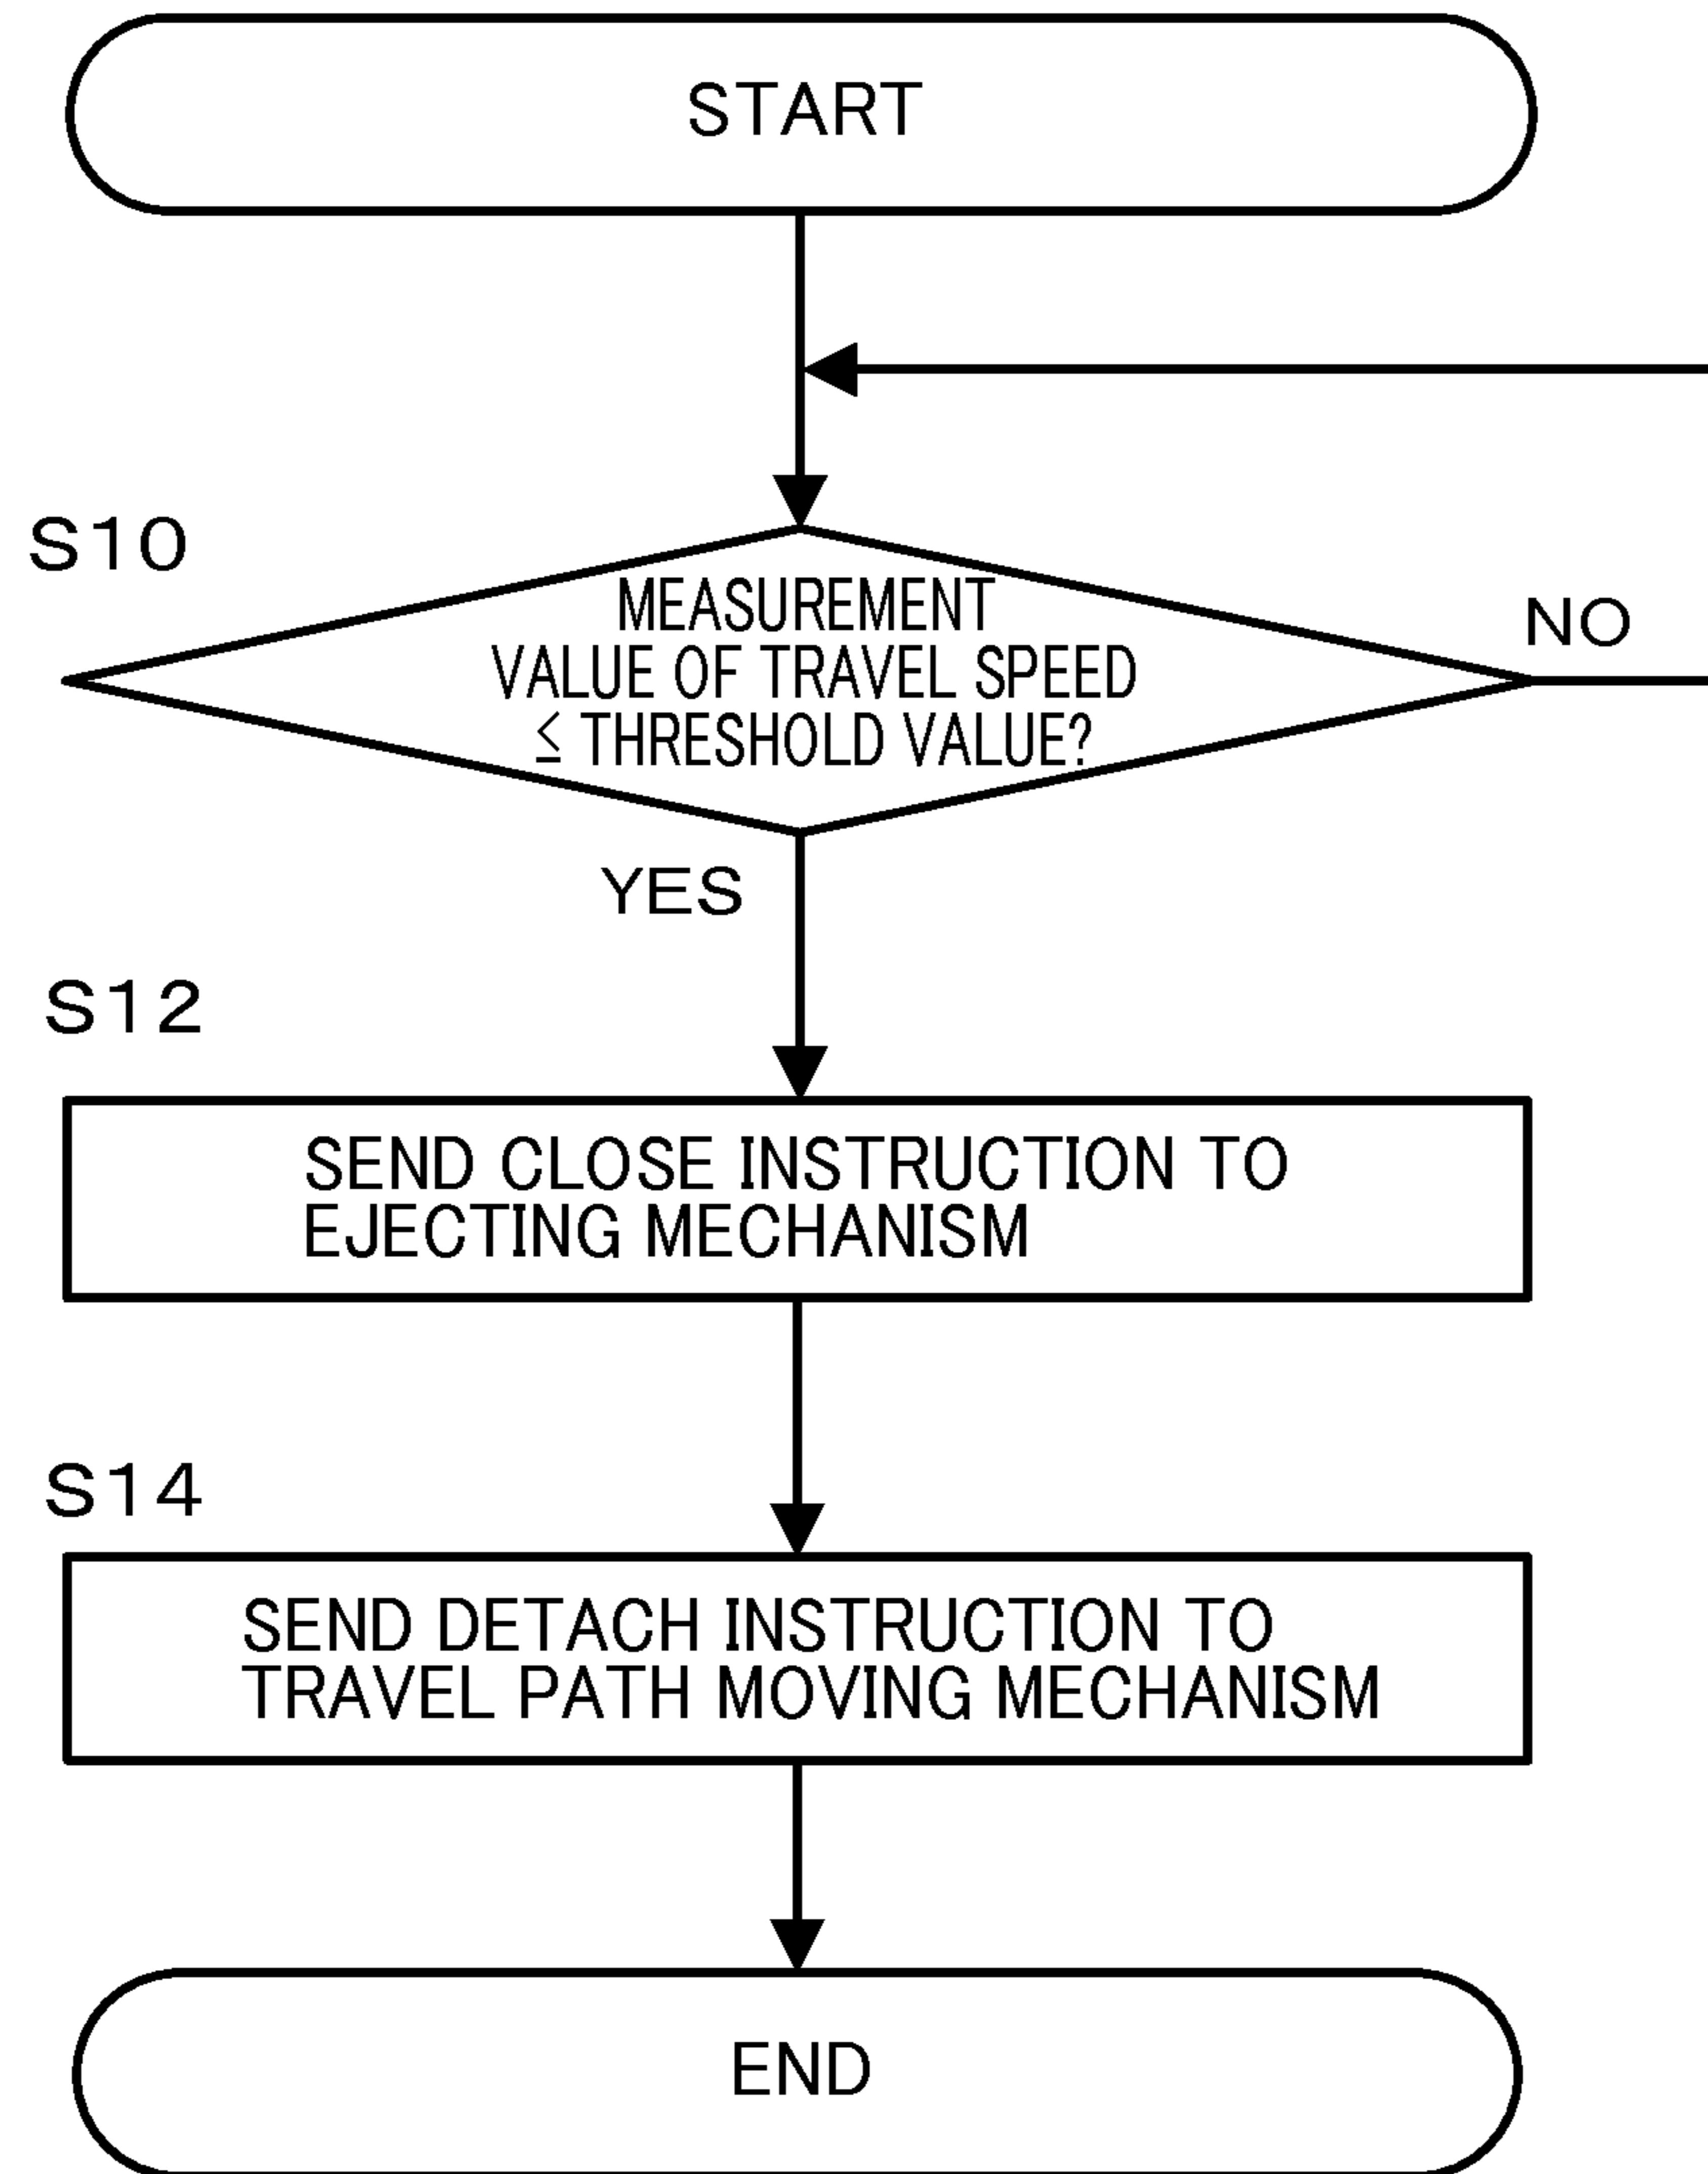 START
S10
MEASUREMENT
VALUE OF TRAVEL SPEED
≤ THRESHOLD VALUE?
NO
YES
S12
SEND CLOSE INSTRUCTION TO
EJECTING MECHANISM
S14
SEND DETACH INSTRUCTION TO
TRAVEL PATH MOVING MECHANISM
END